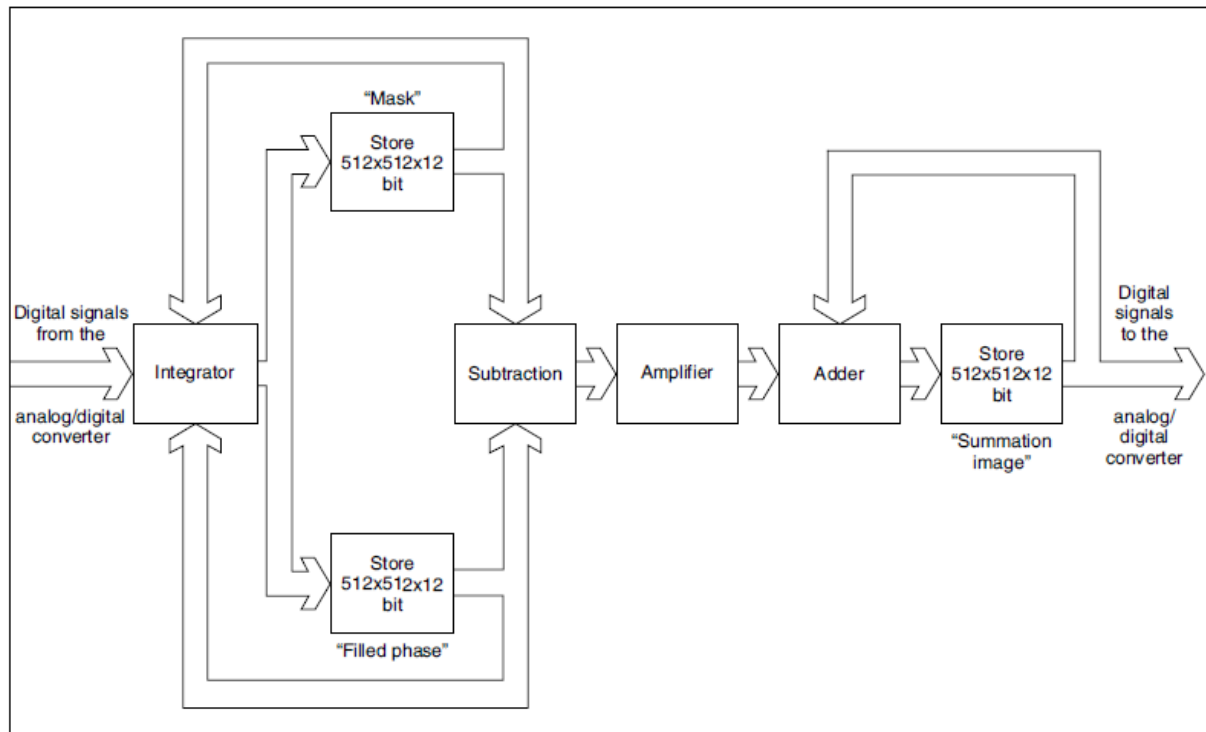 “Mask”
Store
512x512x12
bit
Digital signals
from the
analog/digital
converter
Integrator
Store
512x512x12
bit
“Filled phase”
Subtraction
Amplifier
Adder
Store
512x512x12
bit
“Summation
image”
Digital
signals
to the
analog/
digital
converter